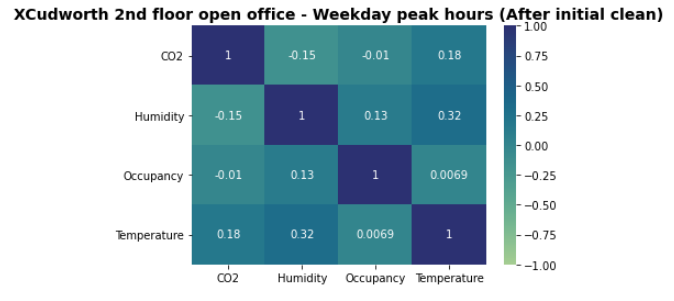 XCudworth 2nd floor open office - Weekday peak hours (After initial clean)
CO2 1 -0.15 -0.01 0.18
Humidity -0.15 1 0.13 0.32
Occupancy -0.01 0.13 1 0.0069
Temperature 0.18 0.32 0.0069 1
CO2 Humidity Occupancy Temperature
1.00
0.75
0.50
0.25
0.00
−0.25
−0.50
−0.75
−1.00